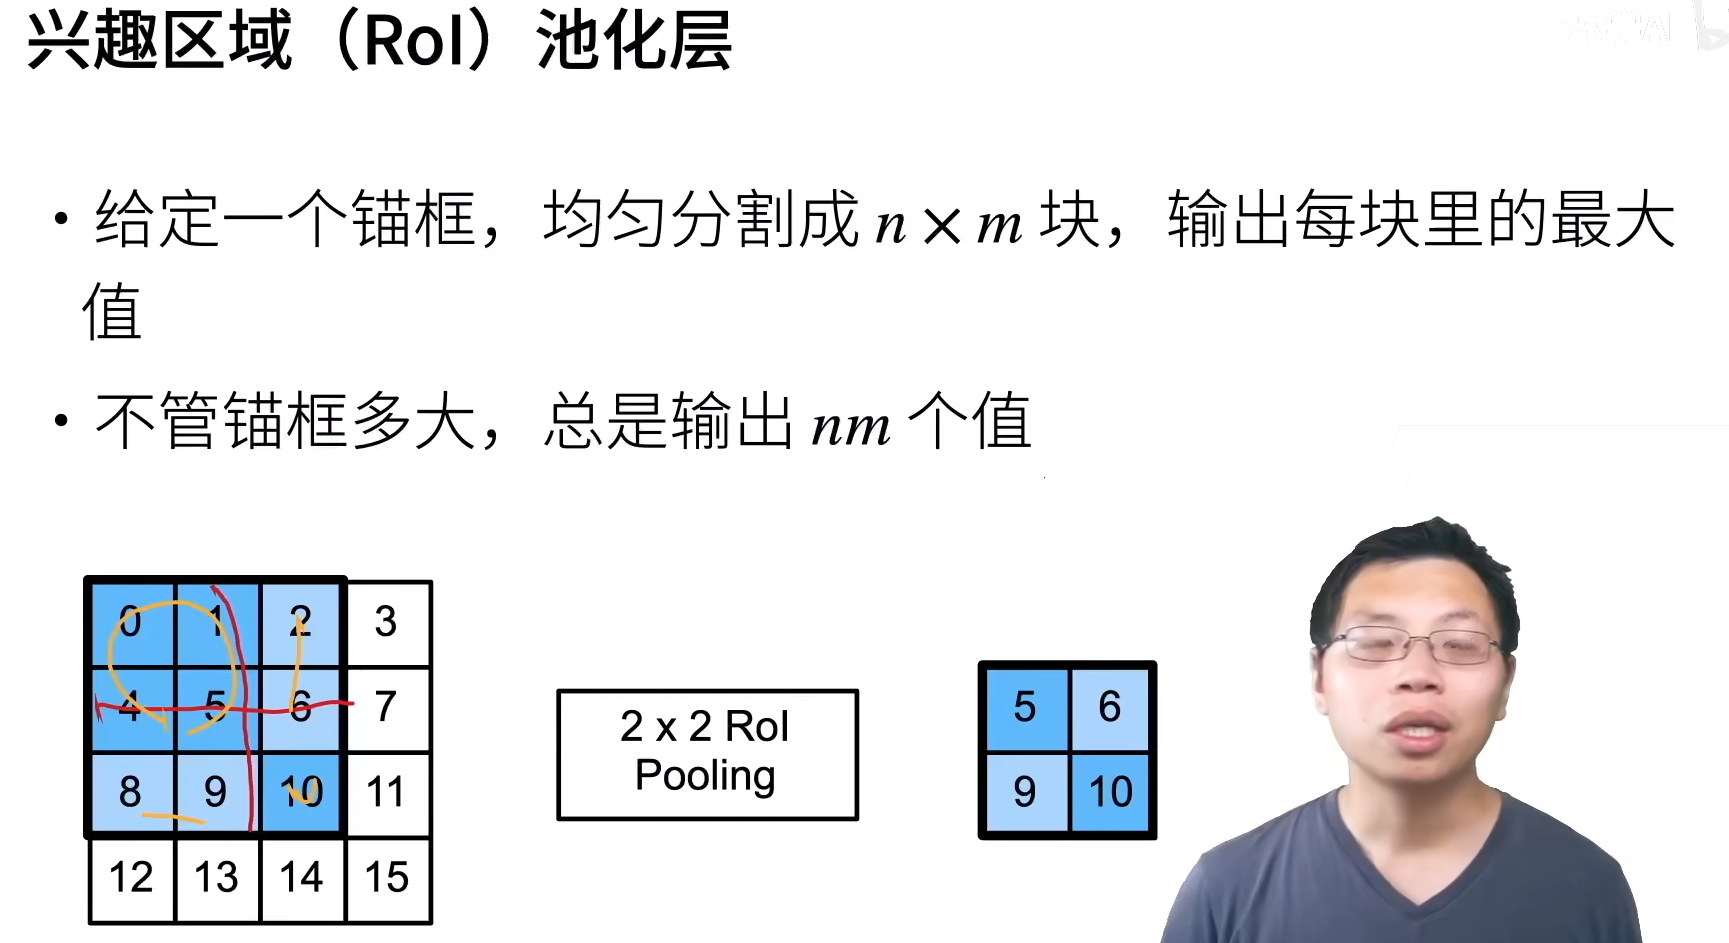 兴趣区域（RoI）池化层
• 给定一个锚框，均匀分割成 n × m 块，输出每块里的最大
值
• 不管锚框多大，总是输出 nm 个值
0 1 2 3
4 5 6 7
8 9 10 11
12 13 14 15
2 x 2 RoI
Pooling
5 6
9 10